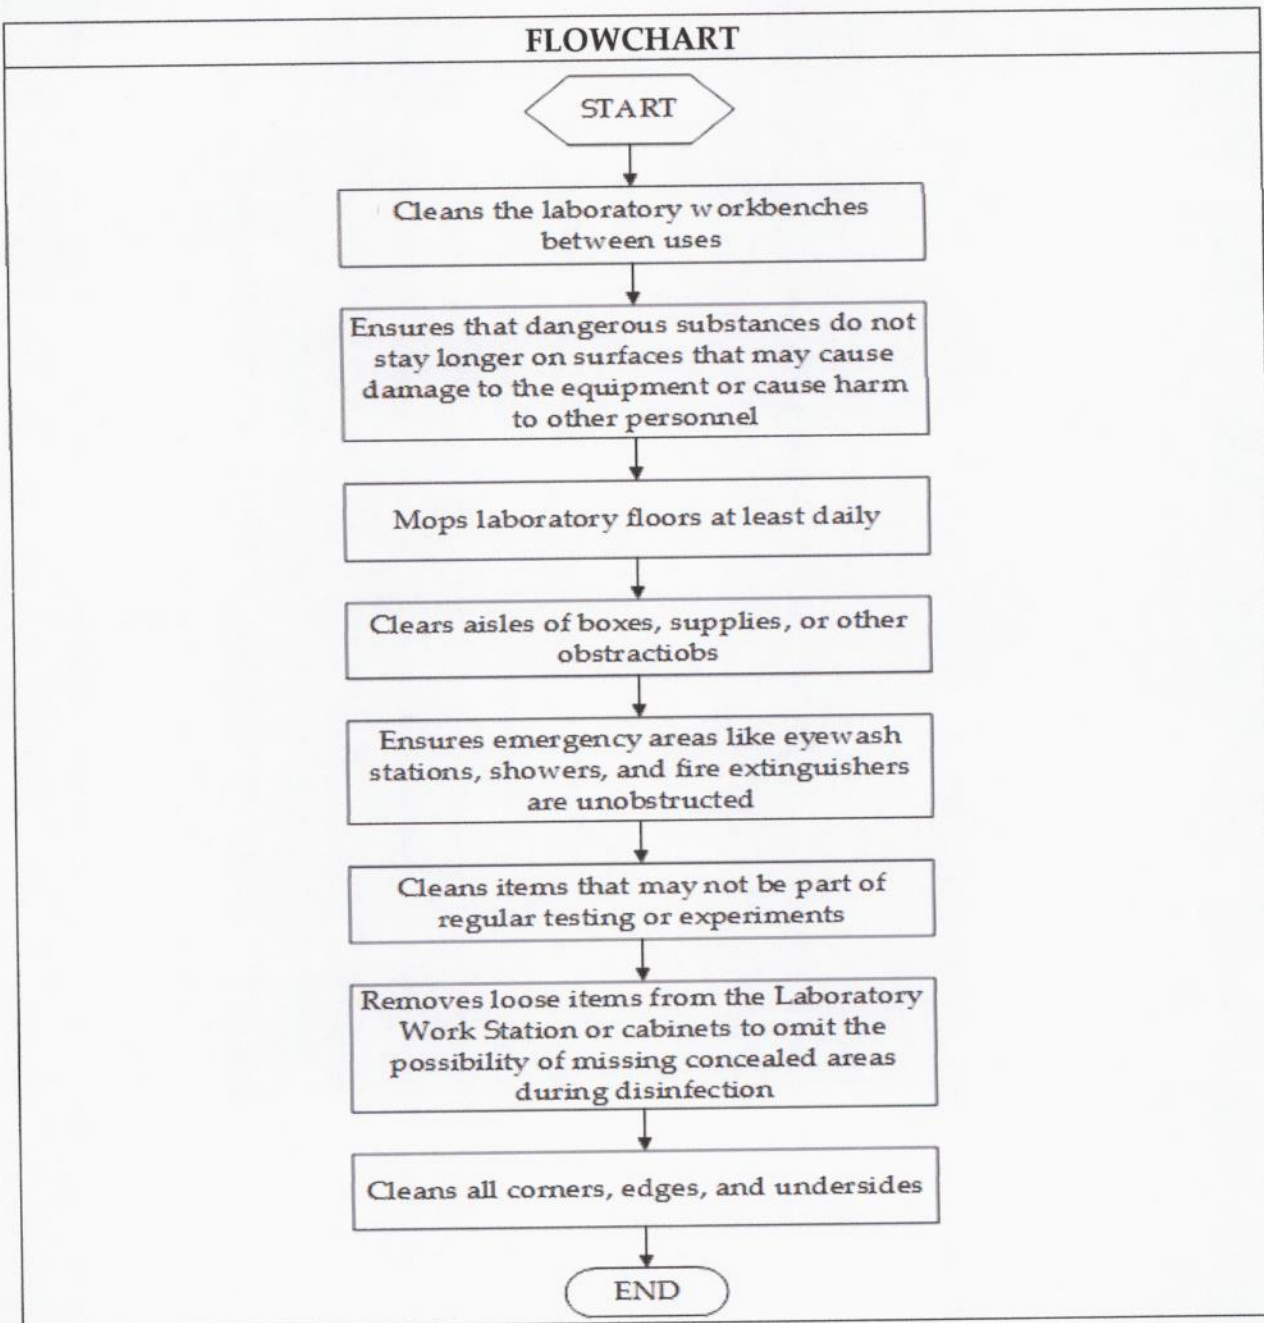 FLOWCHART
START
Cleans the laboratory workbenches
between uses
Ensures that dangerous substances do not
stay longer on surfaces that may cause
damage to the equipment or cause harm
to other personnel
Mops laboratory floors at least daily
Clears aisles of boxes, supplies, or other
obstractiobs
Ensures emergency areas like eyewash
stations, showers, and fire extinguishers
are unobstructed
Cleans items that may not be part of
regular testing or experiments
Removes loose items from the Laboratory
Work Station or cabinets to omit the
possibility of missing concealed areas
during disinfection
Cleans all corners, edges, and undersides
END